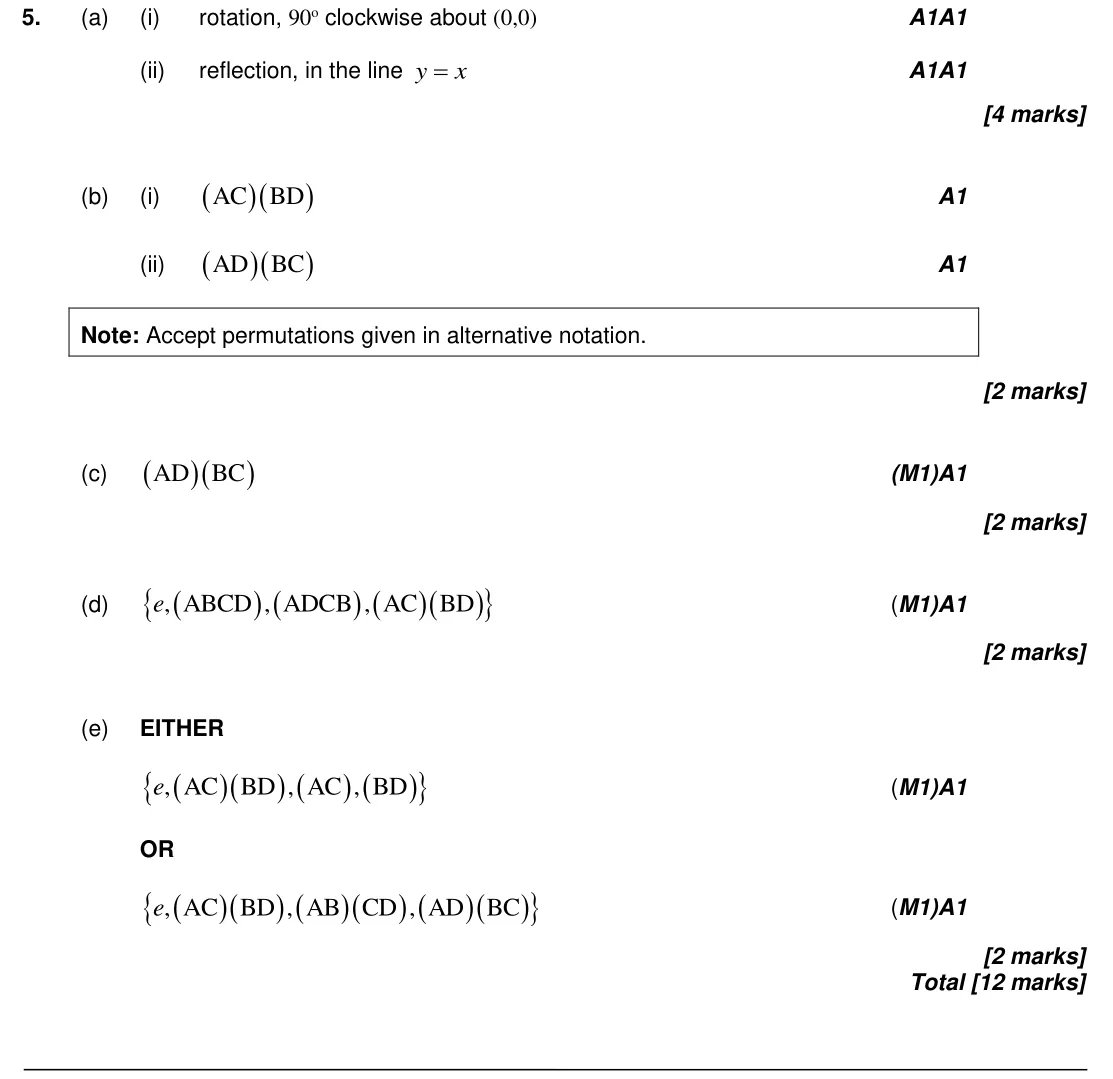 5. (a) (i) rotation, 90° clockwise about (0,0) A1A1
(ii) reflection, in the line y = x A1A1
[4 marks]
(b) (i) (AC)(BD) A1
(ii) (AD)(BC) A1
Note: Accept permutations given in alternative notation.
[2 marks]
(c) (AD)(BC) (M1)A1
[2 marks]
(d) {e,(ABCD),(ADCB),(AC)(BD)} (M1)A1
[2 marks]
(e) EITHER
{e,(AC)(BD),(AC),(BD)} (M1)A1
OR
{e,(AC)(BD),(AB)(CD),(AD)(BC)} (M1)A1
[2 marks]
Total [12 marks]